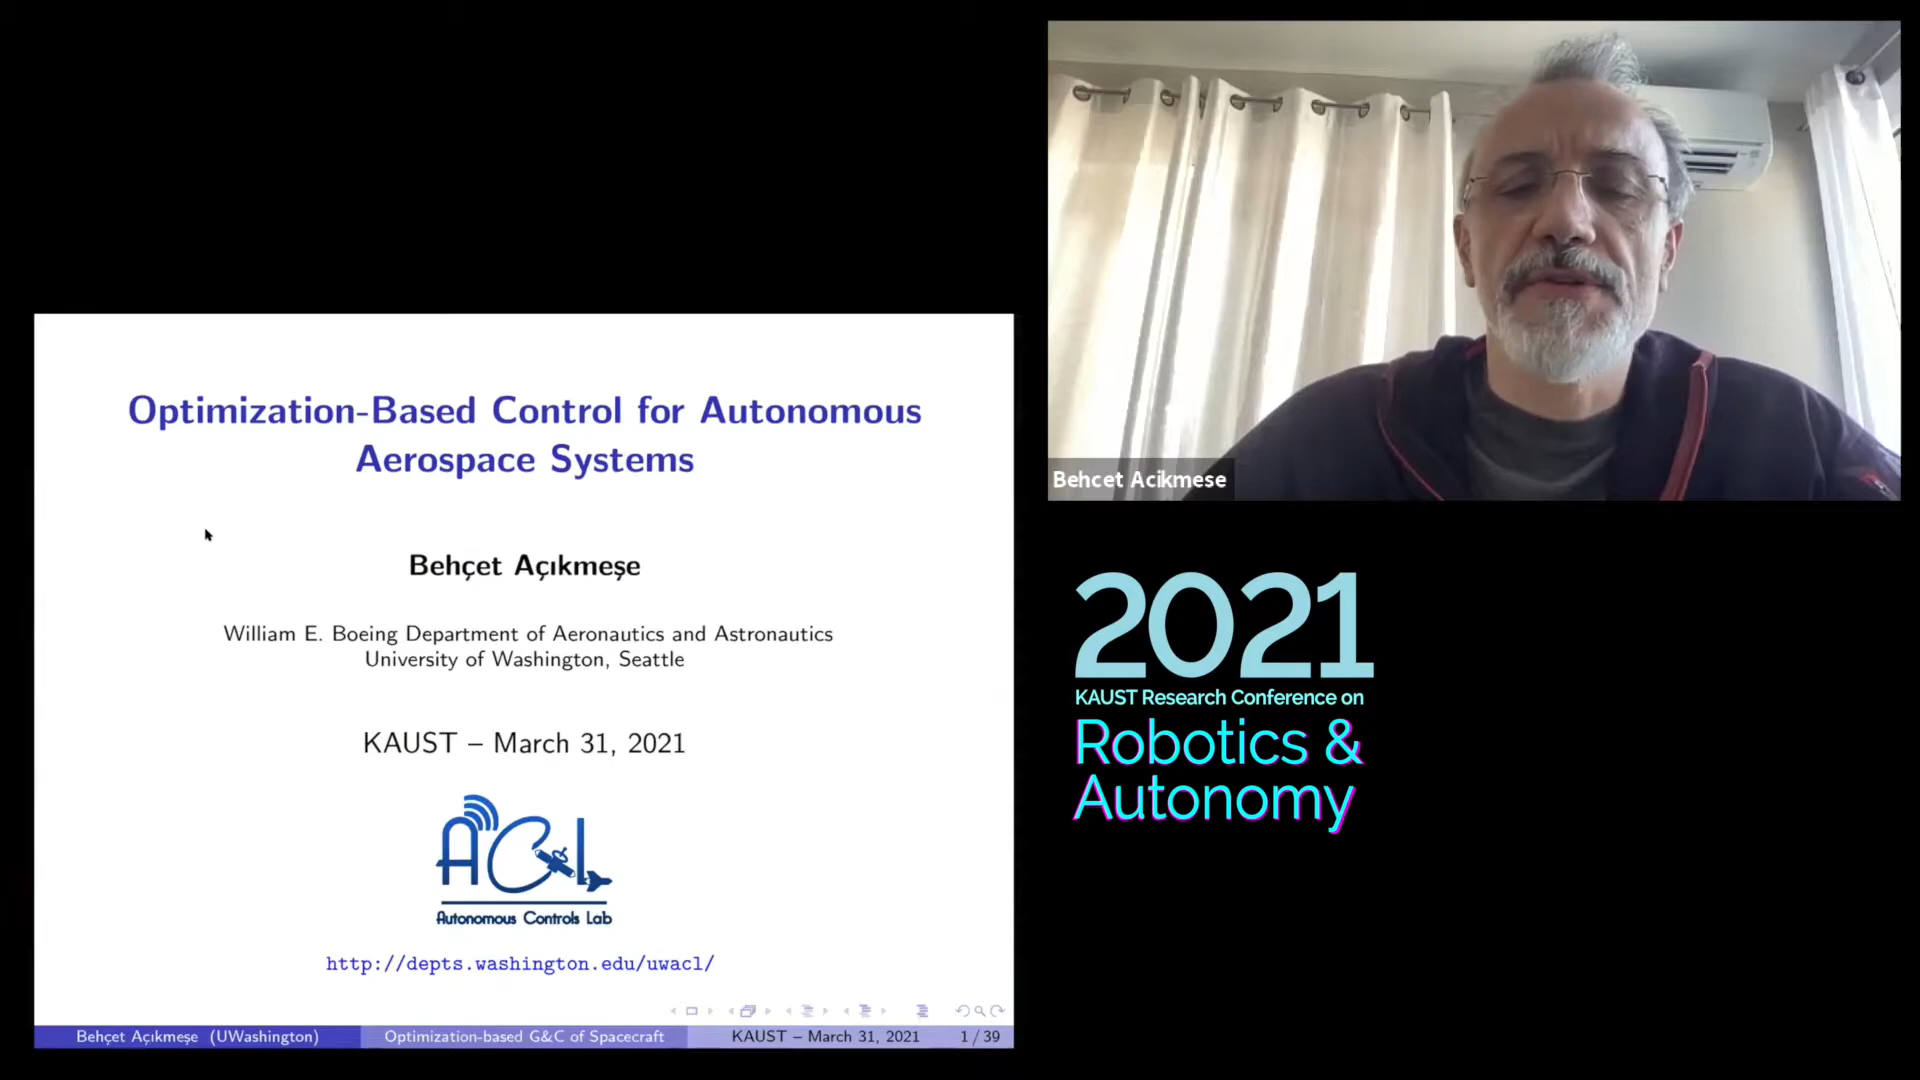 Optimization-Based Control for Autonomous
Aerospace Systems
Behçet Açıkmeşe
William E. Boeing Department of Aeronautics and Astronautics
University of Washington, Seattle
KAUST – March 31, 2021
ACL
Autonomous Controls Lab
http://depts.washington.edu/uwacl/
Behçet Açıkmeşe (UWashington)
Optimization-based G&C of Spacecraft
KAUST – March 31, 2021
1 / 39
Behcet Acikmese
2021
KAUST Research Conference on
Robotics &
Autonomy